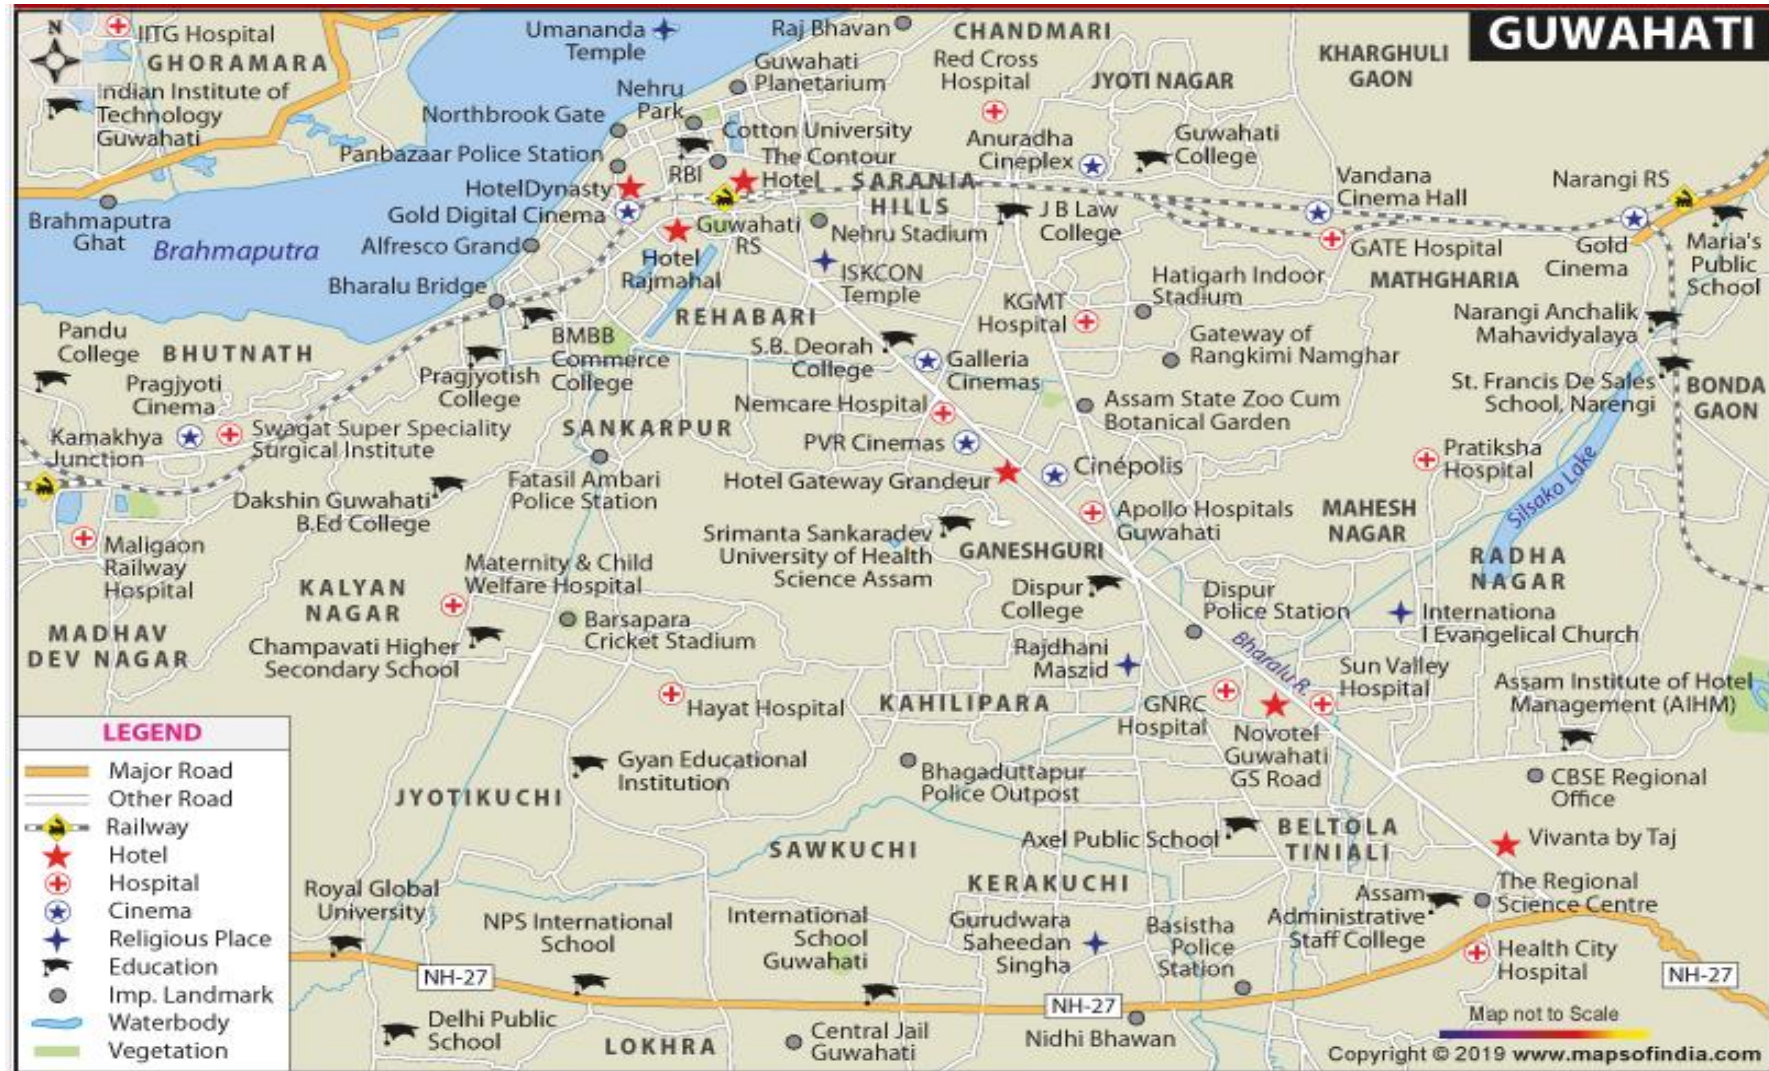 GUWAHATI
N
IITG Hospital
GHORAMARA
Indian Institute of
Technology
Guwahati
Umananda
Temple
Raj Bhavan
CHANDMARI
KHARGHULI
GAON
Guwahati
Planetarium
Red Cross
Hospital
JYOTI NAGAR
Nehru
Park
Northbrook Gate
Cotton University
Anuradha
Cineplex
Guwahati
College
Panbazaar Police Station
RBI
The Contour
Hotel
SARANIA
HILLS
Vandana
Cinema Hall
Narangi RS
HotelDynasty
Gold Digital Cinema
Guwahati
RS
Nehru Stadium
J B Law
College
GATE Hospital
Gold
Cinema
Maria's
Public
School
Brahmaputra
Ghat
Brahmaputra
Alfresco Grand
Hotel
Rajmahal
ISKCON
Temple
Hatigarh Indoor
Stadium
MATHGHARIA
Bharalu Bridge
KGMT
Hospital
Narangi Anchalik
Mahavidyalaya
Pandu
College
BHUTNATH
REHABARI
BMBB
Commerce
College
S.B. Deorah
College
Galleria
Cinemas
Gateway of
Rangkimi Namghar
Pragjyoti
Cinema
Pragjyotish
College
St. Francis De Sales
School, Narengi
BONDA
GAON
Nemcare Hospital
Assam State Zoo Cum
Botanical Garden
Kamakhya
Junction
Swagat Super Speciality
Surgical Institute
SANKARPUR
PVR Cinemas
Pratiksha
Hospital
Cinépolis
Hotel Gateway Grandeur
Silsako Lake
Dakshin Guwahati
B.Ed College
Fatasil Ambari
Police Station
Apollo Hospitals
Guwahati
MAHESH
NAGAR
Srimanta Sankaradev
University of Health
Science Assam
GANESHGURI
Maligaon
Railway
Hospital
RADHA
NAGAR
Maternity & Child
Welfare Hospital
KALYAN
NAGAR
Dispur
College
Dispur
Police Station
Internationa
l Evangelical Church
Barsapara
Cricket Stadium
MADHAV
DEV NAGAR
Champavati Higher
Secondary School
Rajdhani
Maszid
Bharalu R.
Sun Valley
Hospital
Assam Institute of Hotel
Management (AIHM)
Hayat Hospital
KAHILIPARA
GNRC
Hospital
Novotel
Guwahati
GS Road
Gyan Educational
Institution
Bhagaduttapur
Police Outpost
CBSE Regional
Office
JYOTIKUCHI
Axel Public School
BELTOLA
TINIALI
Vivanta by Taj
SAWKUCHI
KERAKUCHI
Royal Global
University
NPS International
School
International
School
Guwahati
Gurudwara
Saheedan
Singha
Basistha
Police
Station
Assam
Administrative
Staff College
The Regional
Science Centre
Health City
Hospital
NH-27
NH-27
NH-27
Delhi Public
School
LOKHRA
Central Jail
Guwahati
Nidhi Bhawan
LEGEND
Major Road
Other Road
Railway
Hotel
Hospital
Cinema
Religious Place
Education
Imp. Landmark
Waterbody
Vegetation
Map not to Scale
Copyright © 2019 www.mapsofindia.com